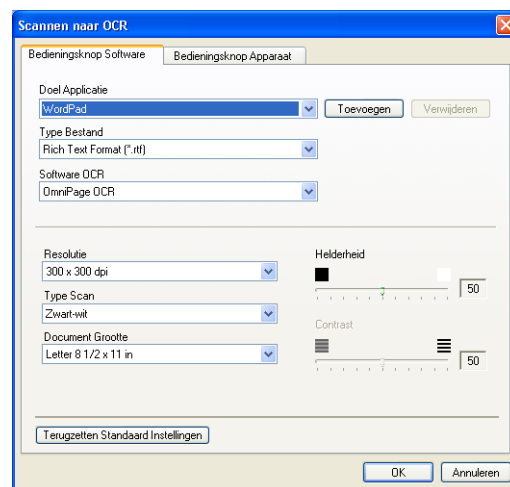 Scannen naar OCR
Bedieningsknop Software Bedieningsknop Apparaat
Doel Applicatie
WordPad Toevoegen Verwijderen
Type Bestand
Rich Text Format (*.rtf)
Software OCR
OmniPage OCR
Resolutie Helderheid
300 x 300 dpi
50
Type Scan
Zwart-wit
Contrast
Document Grootte
Letter 8 1/2 x 11 in
50
Terugzetten Standaard Instellingen
OK Annuleren